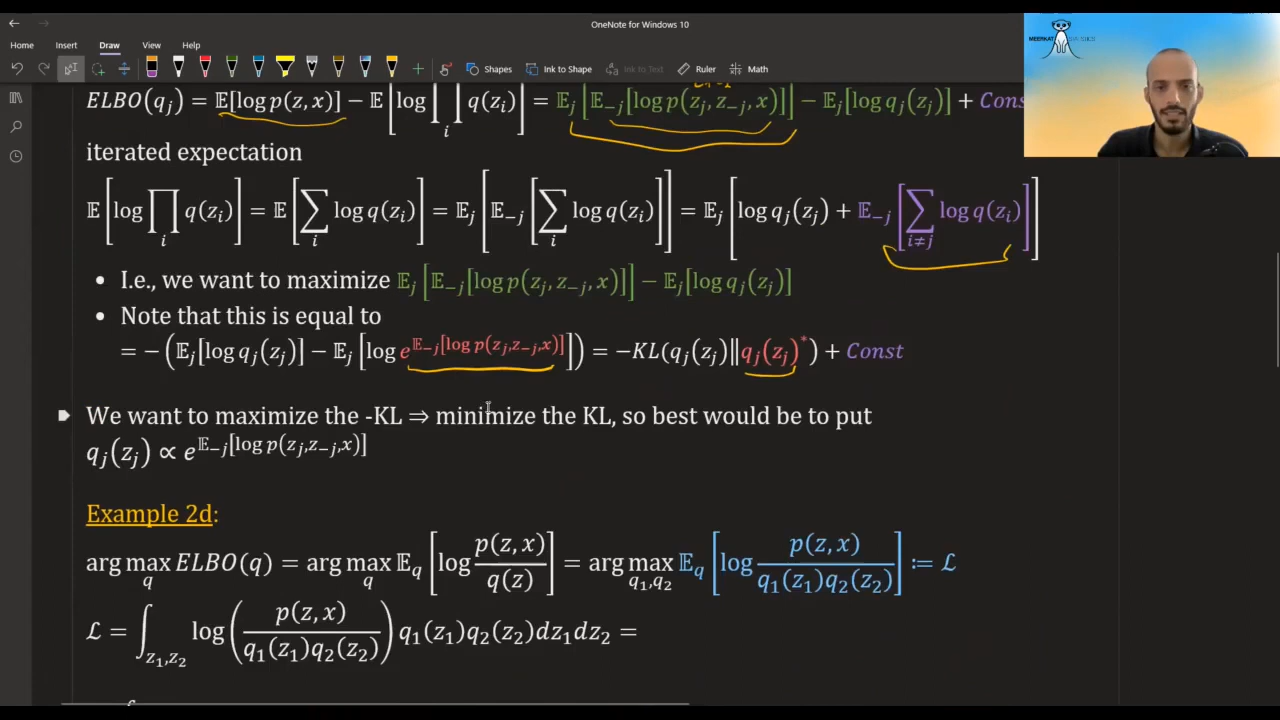 OneNote for Windows 10
Home Insert Draw View Help
Shapes Ink to Shape Ink to Text Ruler Math
MEERKAT
ELBO(q_j) = 𝔼[log p(z, x)] − 𝔼[log ∏_i q(z_i)] = 𝔼_j[𝔼_{−j}[log p(z_j, z_{−j}, x)]] − 𝔼_j[log q_j(z_j)] + Cons
iterated expectation
𝔼[log ∏_i q(z_i)] = 𝔼[∑_i log q(z_i)] = 𝔼_j[𝔼_{−j}[∑_i log q(z_i)]] = 𝔼_j[log q_j(z_j) + 𝔼_{−j}[∑_{i≠j} log q(z_i)]]
• I.e., we want to maximize 𝔼_j[𝔼_{−j}[log p(z_j, z_{−j}, x)]] − 𝔼_j[log q_j(z_j)]
• Note that this is equal to
= −(𝔼_j[log q_j(z_j)] − 𝔼_j[log e^{𝔼_{−j}[log p(z_j, z_{−j}, x)]}]) = −KL(q_j(z_j)‖q_j(z_j)^*) + Const
We want to maximize the -KL ⇒ minimize the KL, so best would be to put
q_j(z_j) ∝ e^{𝔼_{−j}[log p(z_j, z_{−j}, x)]}
Example 2d:
arg max_q ELBO(q) = arg max_q 𝔼_q[log p(z, x)/q(z)] = arg max_{q_1,q_2} 𝔼_q[log p(z, x)/q_1(z_1)q_2(z_2)] ≔ ℒ
ℒ = ∫_{z_1,z_2} log(p(z, x)/q_1(z_1)q_2(z_2)) q_1(z_1)q_2(z_2)dz_1dz_2 =